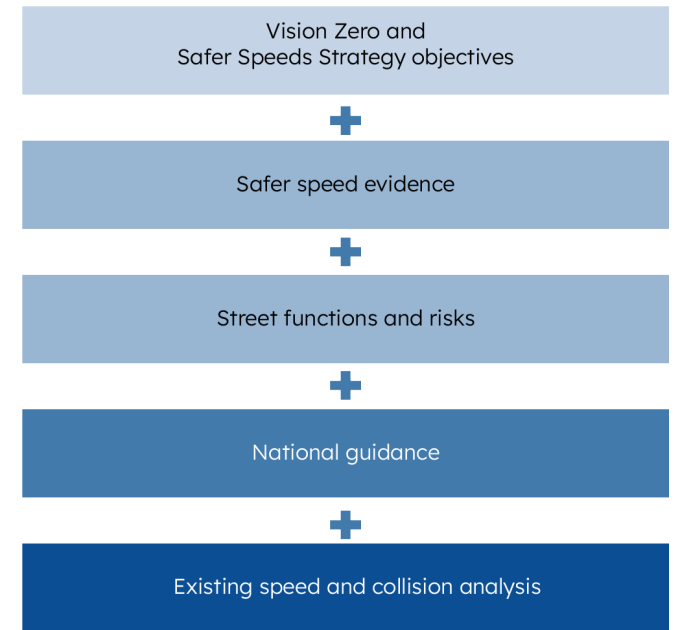 Vision Zero and
Safer Speeds Strategy objectives
Safer speed evidence
Street functions and risks
National guidance
Existing speed and collision analysis